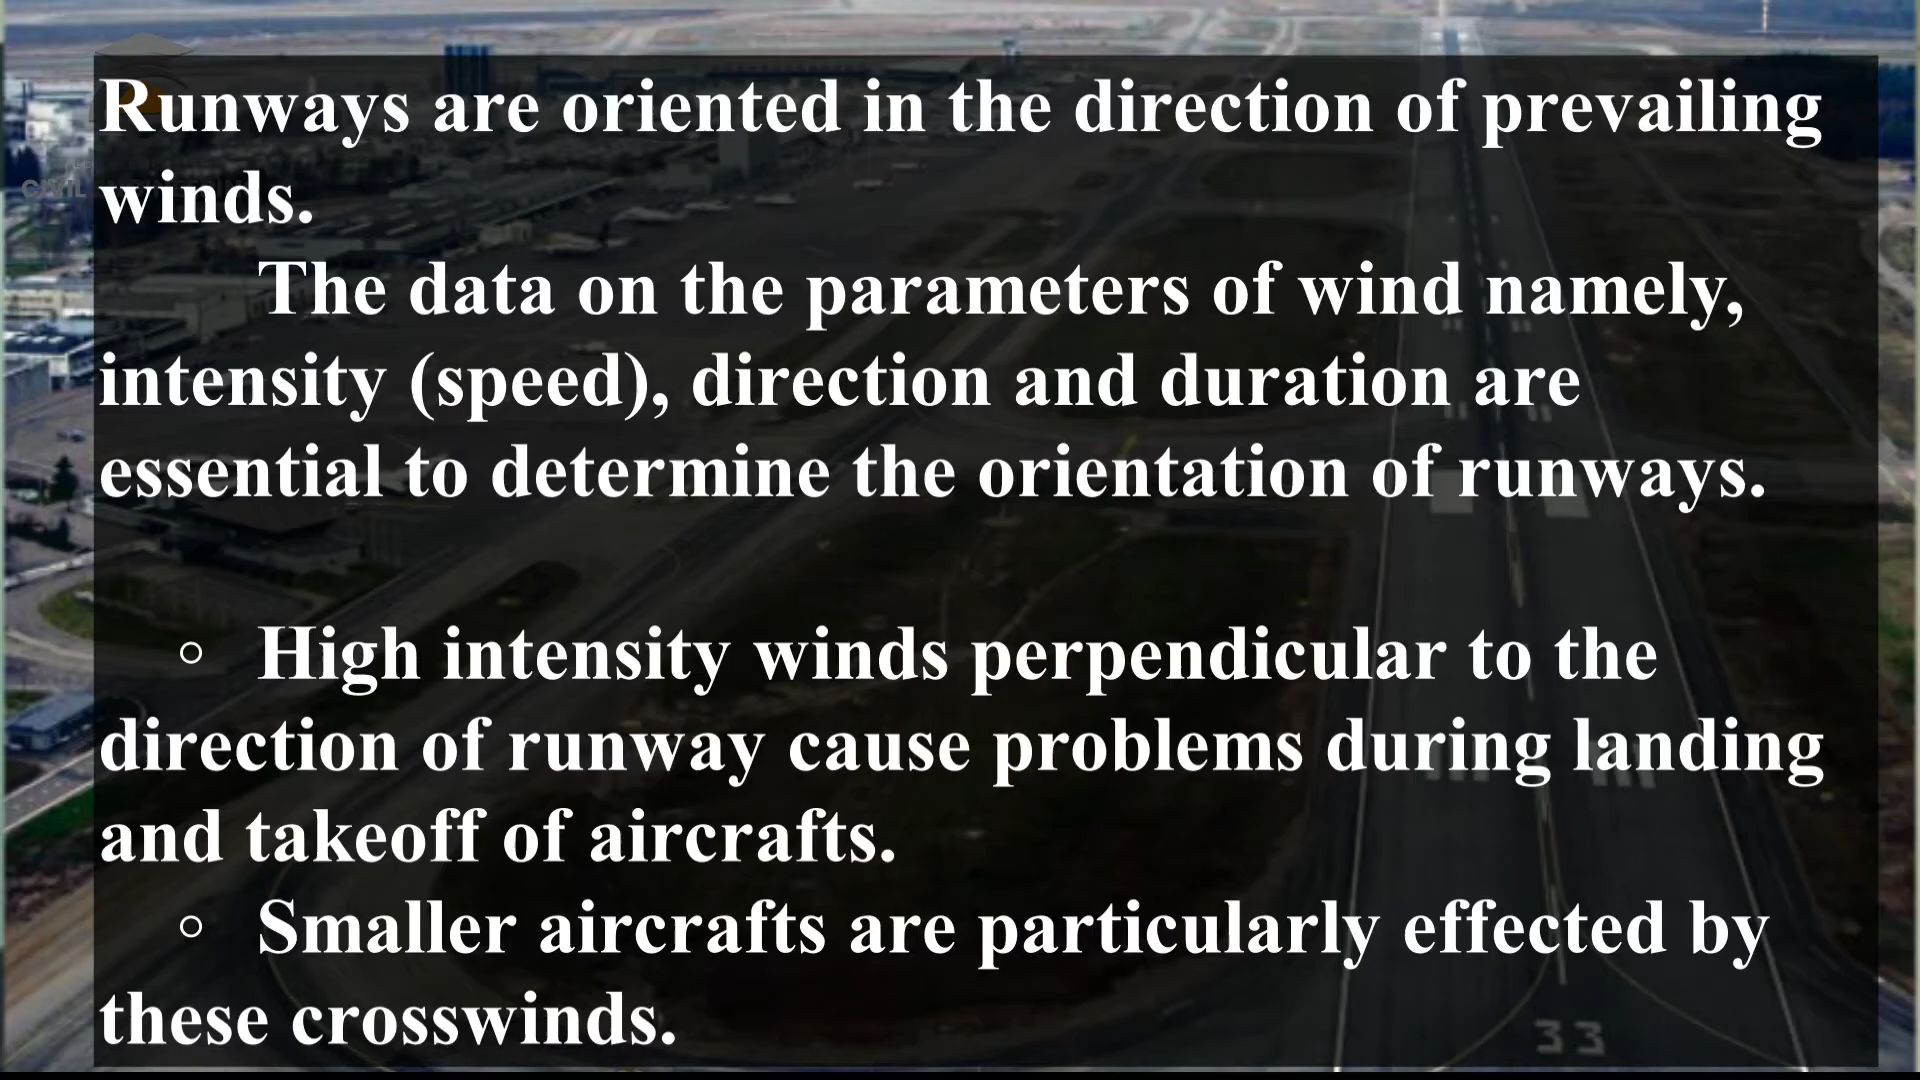 Runways are oriented in the direction of prevailing
winds.
The data on the parameters of wind namely,
intensity (speed), direction and duration are
essential to determine the orientation of runways.
◦ High intensity winds perpendicular to the
direction of runway cause problems during landing
and takeoff of aircrafts.
◦ Smaller aircrafts are particularly effected by
these crosswinds.
CIVIL
33